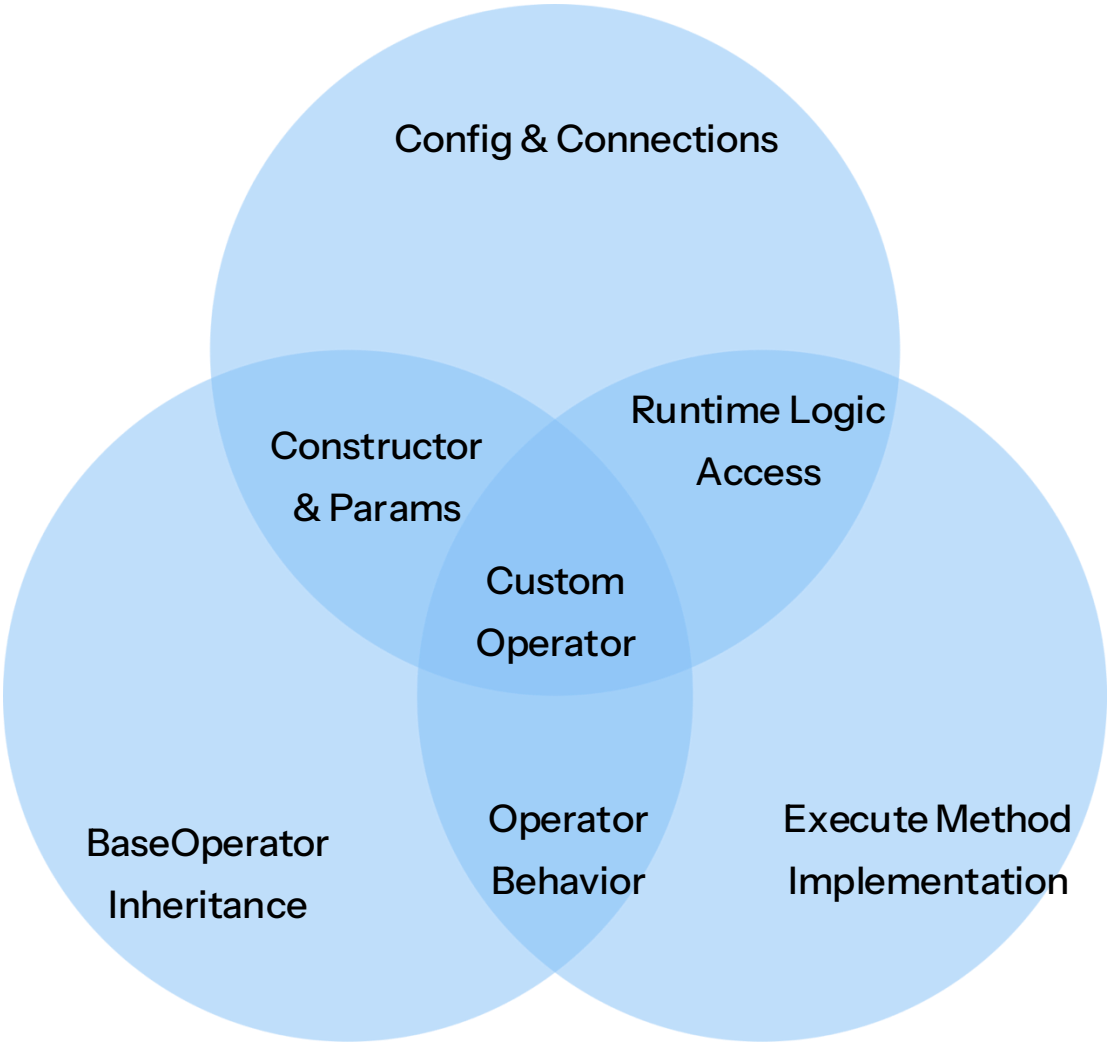 Config & Connections
Runtime Logic
Access
Constructor
& Params
Custom
Operator
BaseOperator
Inheritance
Operator
Behavior
Execute Method
Implementation